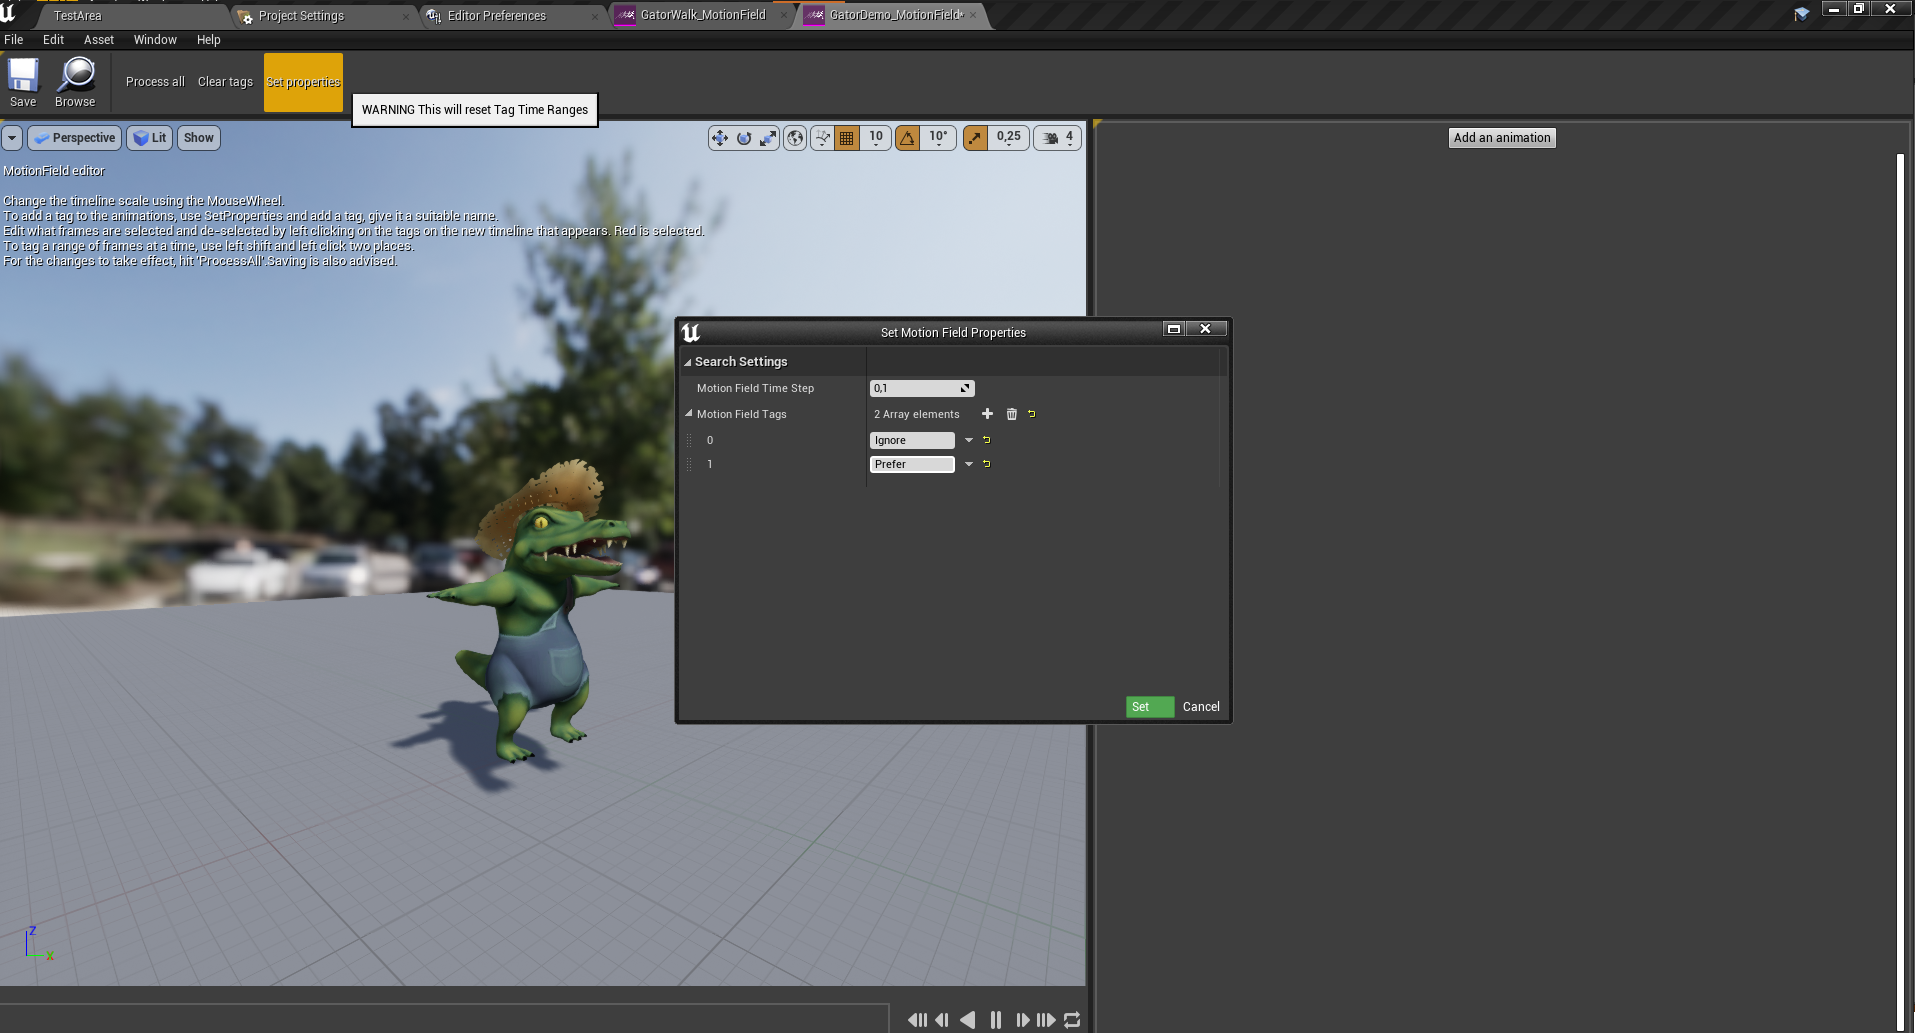 TestArea
Project Settings
Editor Preferences
GatorWalk_MotionField
GatorDemo_MotionField*
File Edit Asset Window Help
Save
Browse
Process all
Clear tags
Set properties
WARNING This will reset Tag Time Ranges
Perspective
Lit
Show
10
10°
0,25
4
Add an animation
MotionField editor
Change the timeline scale using the MouseWheel.
To add a tag to the animations, use SetProperties and add a tag, give it a suitable name.
Edit what frames are selected and de-selected by left clicking on the tags on the new timeline that appears. Red is selected.
To tag a range of frames at a time, use left shift and left click two places.
For the changes to take effect, hit 'ProcessAll'.Saving is also advised.
Set Motion Field Properties
Search Settings
Motion Field Time Step 0,1
Motion Field Tags 2 Array elements
0 Ignore
1 Prefer
Set
Cancel
Z
X